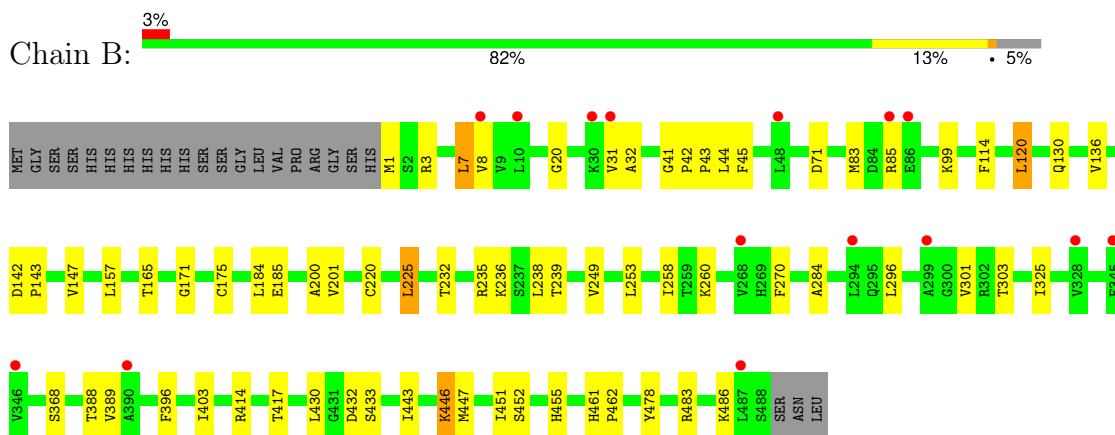 3%
Chain B:
82% 13% • 5%
MET GLY SER SER HIS HIS HIS HIS HIS HIS SER SER GLY LEU VAL PRO ARG GLY SER HIS M1 S2 R3 L7 V8 V9 L10 G20 K30 V31 A32 G41 P42 P43 L44 F45 L48 D71 M83 D84 R85 E86 K99 F114 L120 Q130 V136
D142 P143 V147 L157 T165 G171 C175 L184 E185 A200 V201 C220 L225 T232 R235 K236 S237 L238 T239 V249 L253 I258 T259 K260 V268 H269 F270 A284 L294 Q295 L296 A299 G300 V301 R302 T303 I325 V328 E345
V346 S368 T388 V389 A390 F396 I403 R414 T417 L430 G431 D432 S433 I443 K446 M447 I451 S452 H455 H461 P462 Y478 R483 K486 L487 S488 SER ASN LEU